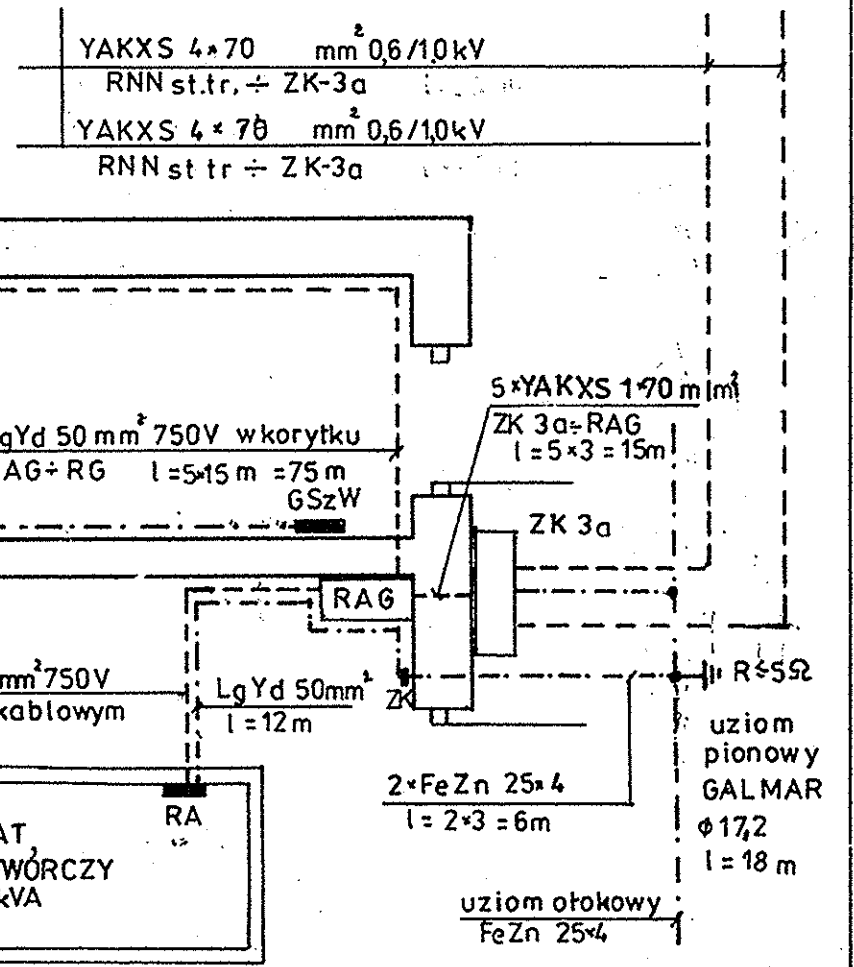 YAKXS 4×70 mm² 0,6/1,0kV
RNN st.tr. ÷ ZK-3a
YAKXS 4×70 mm² 0,6/1,0kV
RNN st tr ÷ ZK-3a
5×YAKXS 1×70 mm²
ZK 3a÷RAG
l = 5×3 = 15m
gYd 50 mm² 750V w korytku
AG÷RG l=5×15 m =75 m
GSzW
ZK 3a
RAG
mm² 750V
kablowym
LgYd 50mm²
l = 12m
ZK
R≤5Ω
uziom
pionowy
GALMAR
ϕ17,2
l = 18 m
2×FeZn 25×4
l = 2×3 = 6m
RA
AT,
TWÓRCZY
kVA
uziom otokowy
FeZn 25×4